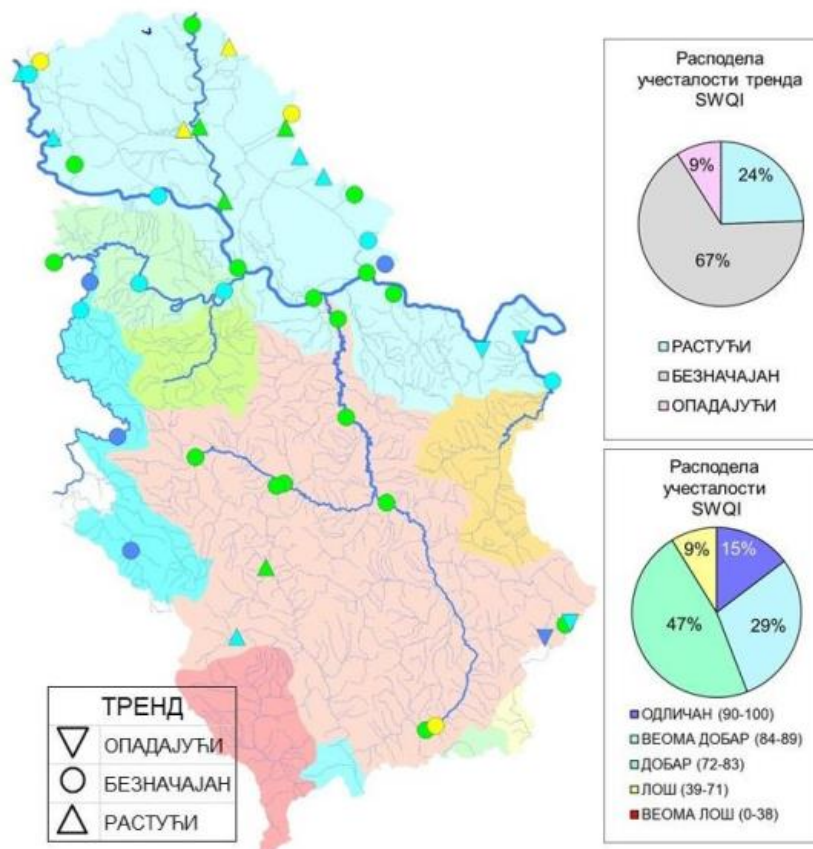 Расподела
учесталости тренда
SWQI
9%
24%
67%
РАСТУЋИ
БЕЗНАЧАЈАН
ОПАДАЈУЋИ
Расподела
учесталости
SWQI
9%
15%
47%
29%
ОДЛИЧАН (90-100)
ВЕОМА ДОБАР (84-89)
ДОБАР (72-83)
ЛОШ (39-71)
ВЕОМА ЛОШ (0-38)
ТРЕНД
ОПАДАЈУЋИ
БЕЗНАЧАЈАН
РАСТУЋИ